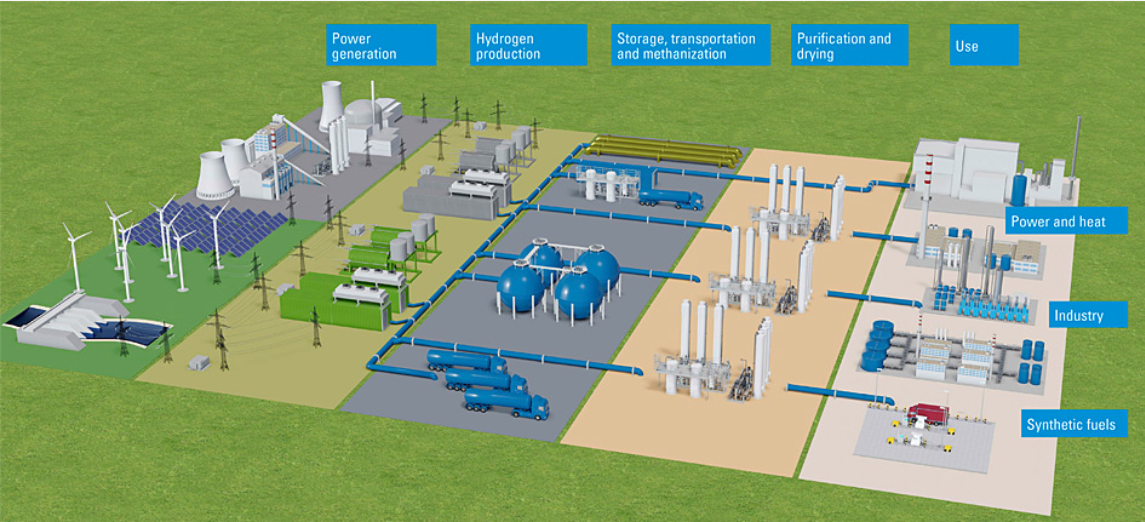 Power
generation
Hydrogen
production
Storage, transportation
and methanization
Purification and
drying
Use
Power and heat
Industry
Synthetic fuels